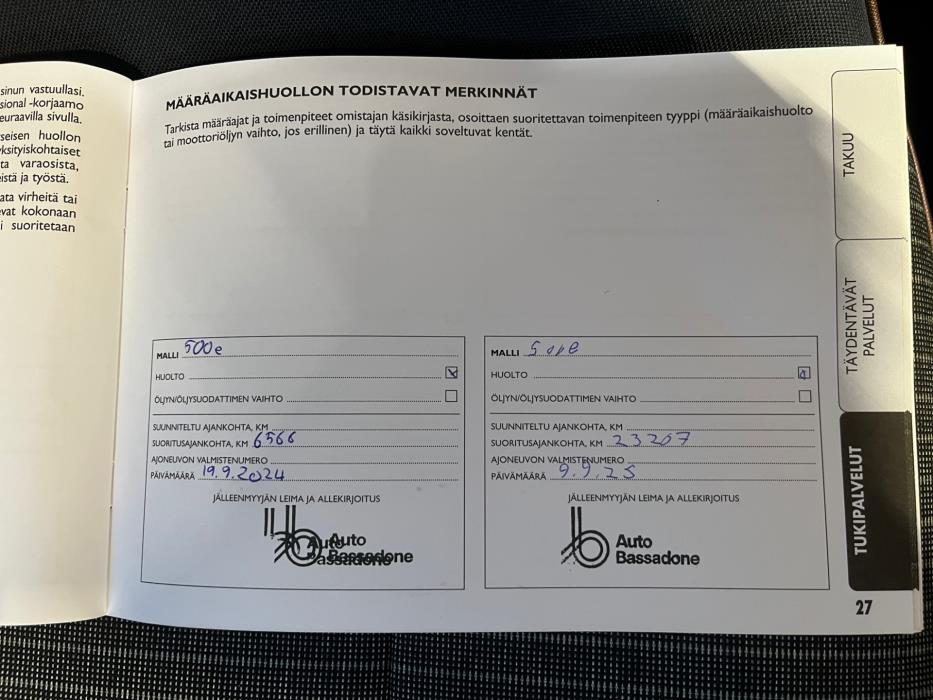 sinun vastuullasi.
sional -korjaamo
euraavilla sivulla.
seisen huollon
yksityiskohtaiset
ta varaosista,
eistä ja työstä.
ata virheitä tai
evat kokonaan
i suoritetaan
MÄÄRÄAIKAISHUOLLON TODISTAVAT MERKINNÄT
Tarkista määräajat ja toimenpiteet omistajan käsikirjasta, osoittaen suoritettavan toimenpiteen tyyppi (määräaikaishuolto
tai moottoriöljyn vaihto, jos erillinen) ja täytä kaikki soveltuvat kentät.
MALLI 500e
HUOLTO X
ÖLJYN/ÖLJYSUODATTIMEN VAIHTO
SUUNNITELTU AJANKOHTA, KM
SUORITUSAJANKOHTA, KM 6566
AJONEUVON VALMISTENUMERO
PÄIVÄMÄÄRÄ 19.9.2024
JÄLLEENMYYJÄN LEIMA JA ALLEKIRJOITUS
Auto
Bassadone
MALLI 500e
HUOLTO
ÖLJYN/ÖLJYSUODATTIMEN VAIHTO
SUUNNITELTU AJANKOHTA, KM
SUORITUSAJANKOHTA, KM 23207
AJONEUVON VALMISTENUMERO
PÄIVÄMÄÄRÄ 9.9.25
JÄLLEENMYYJÄN LEIMA JA ALLEKIRJOITUS
Auto
Bassadone
TAKUU
TÄYDENTÄVÄT
PALVELUT
TUKIPALVELUT
27